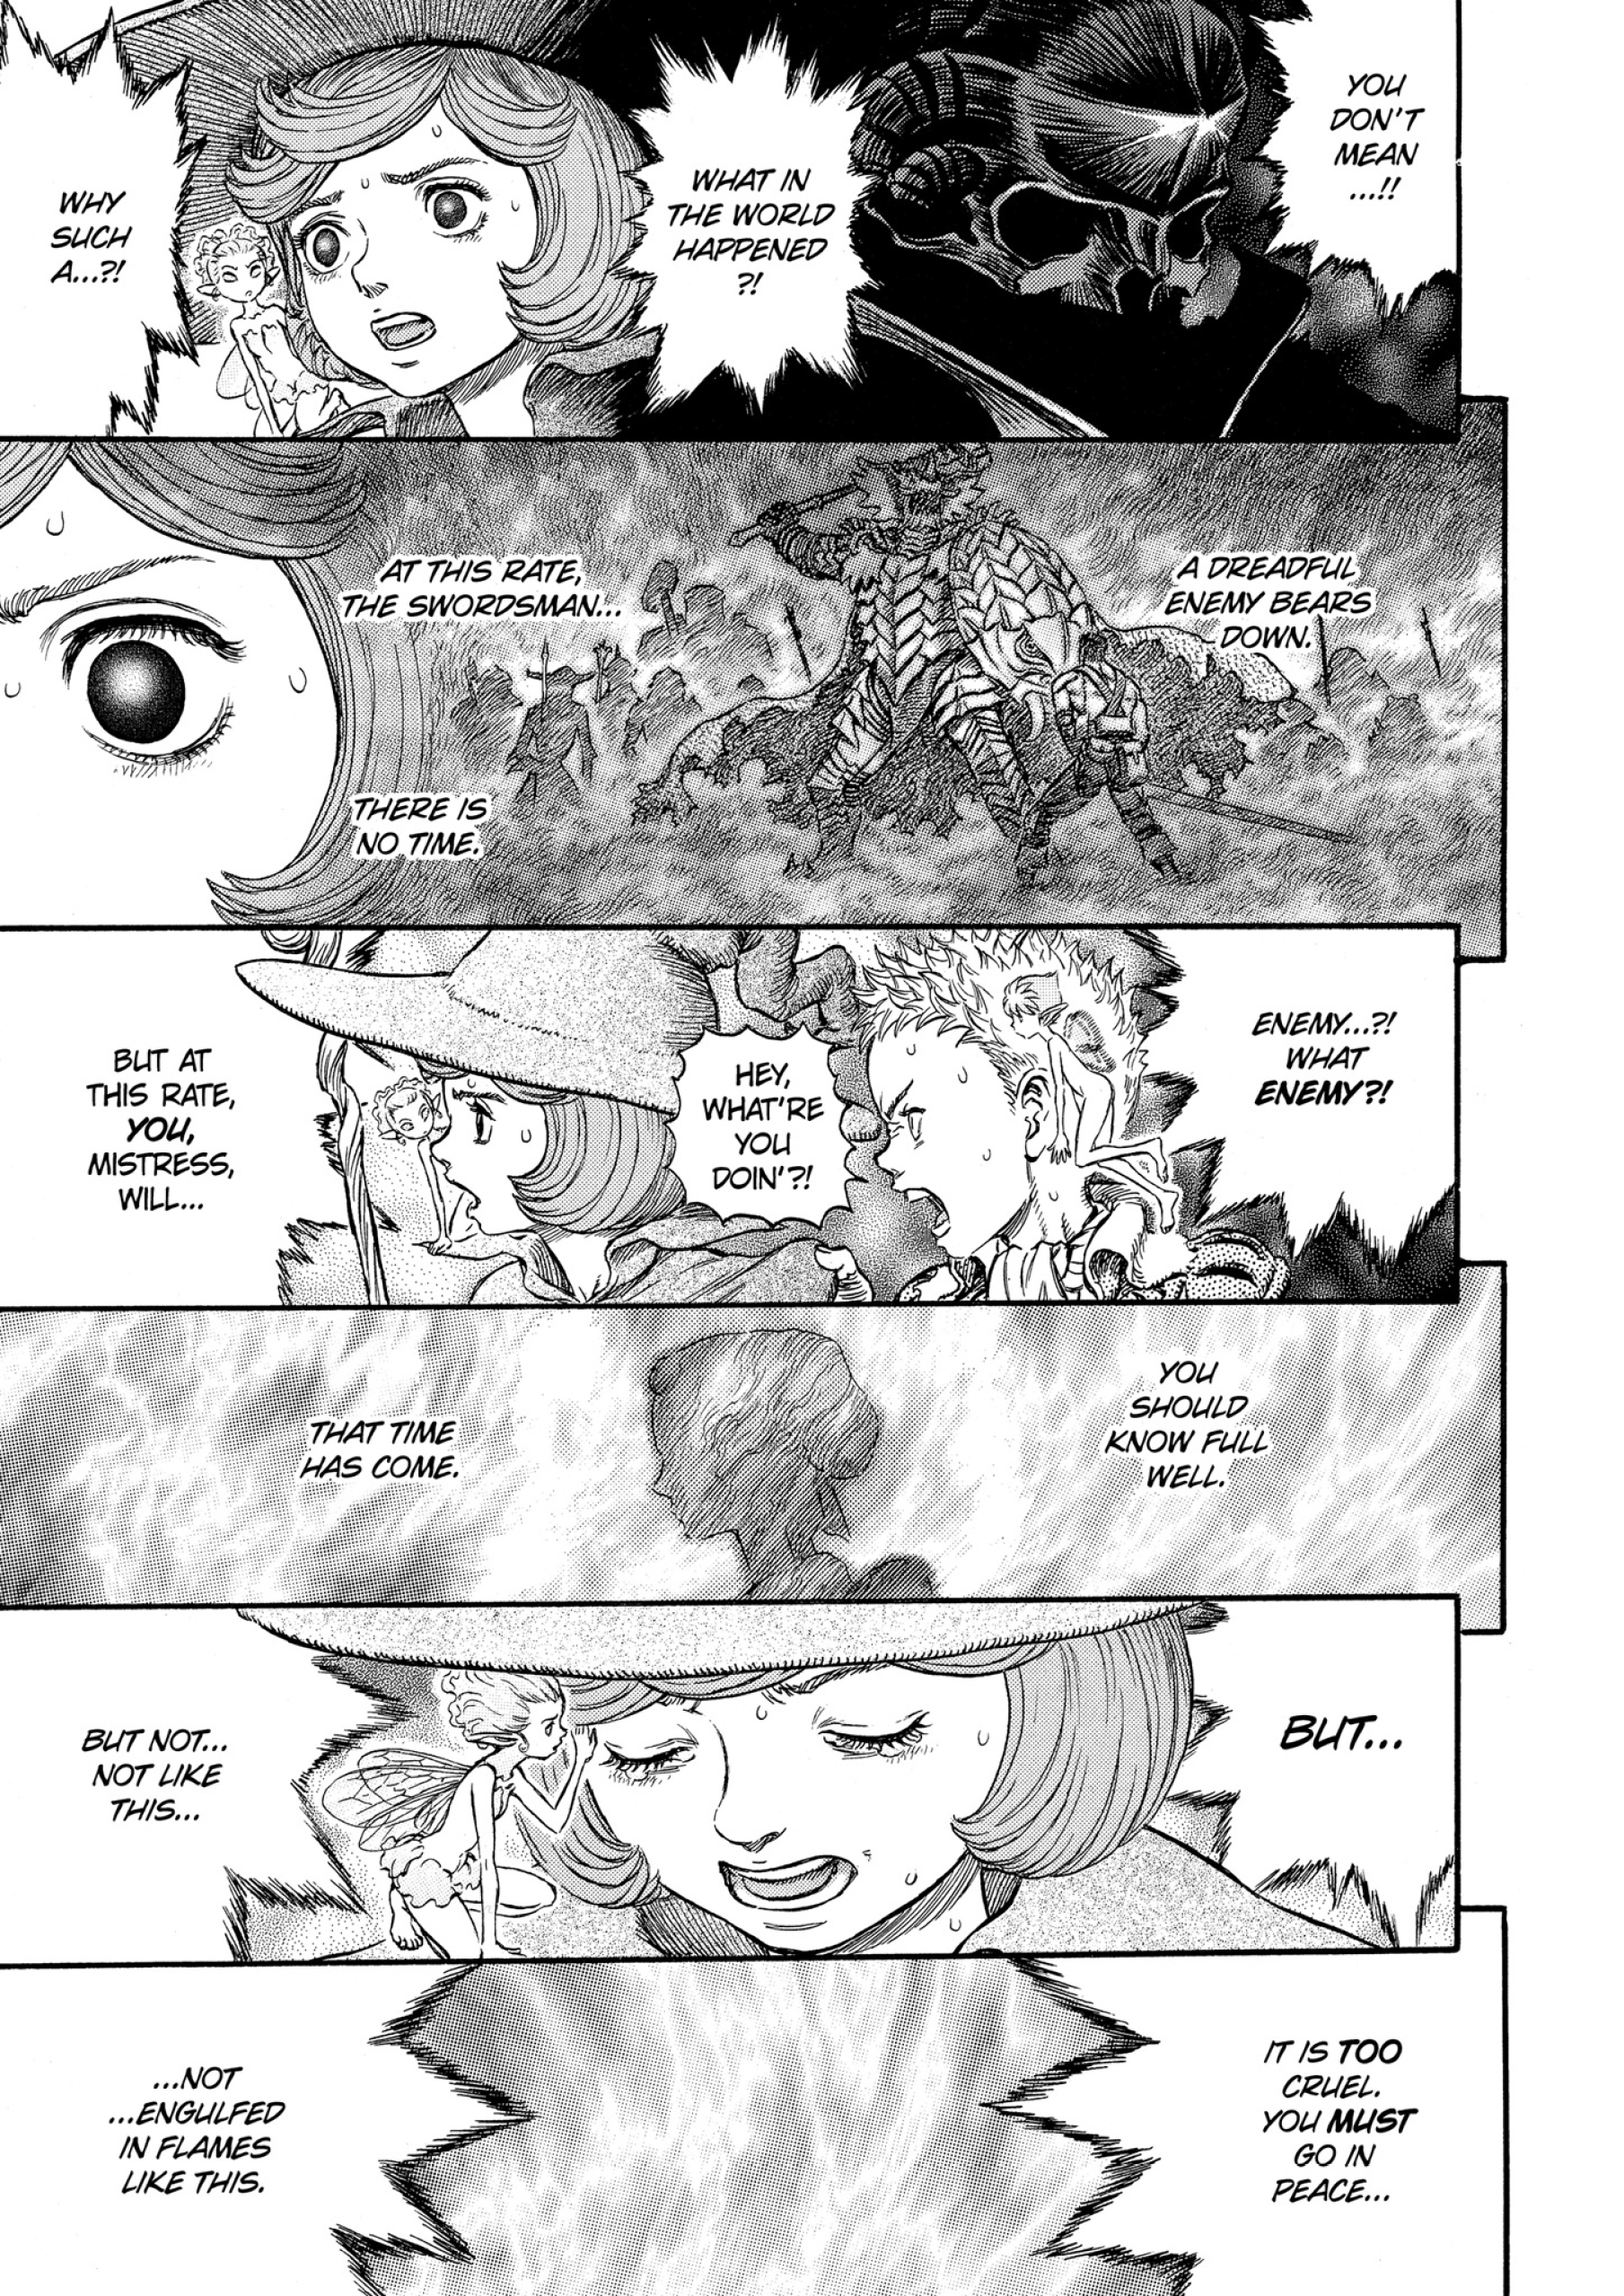 YOU
DON'T
MEAN
...!!
WHAT IN
THE WORLD
HAPPENED
?!
WHY
SUCH
A...?!
A DREADFUL
ENEMY BEARS
DOWN.
AT THIS RATE,
THE SWORDSMAN...
THERE IS
NO TIME.
ENEMY...?!
WHAT
ENEMY?!
HEY,
WHAT'RE
YOU
DOIN'?!
BUT AT
THIS RATE,
YOU,
MISTRESS,
WILL...
YOU
SHOULD
KNOW FULL
WELL.
THAT TIME
HAS COME.
BUT...
BUT NOT...
NOT LIKE
THIS...
IT IS TOO
CRUEL.
YOU MUST
GO IN
PEACE...
...NOT
...ENGULFED
IN FLAMES
LIKE THIS.